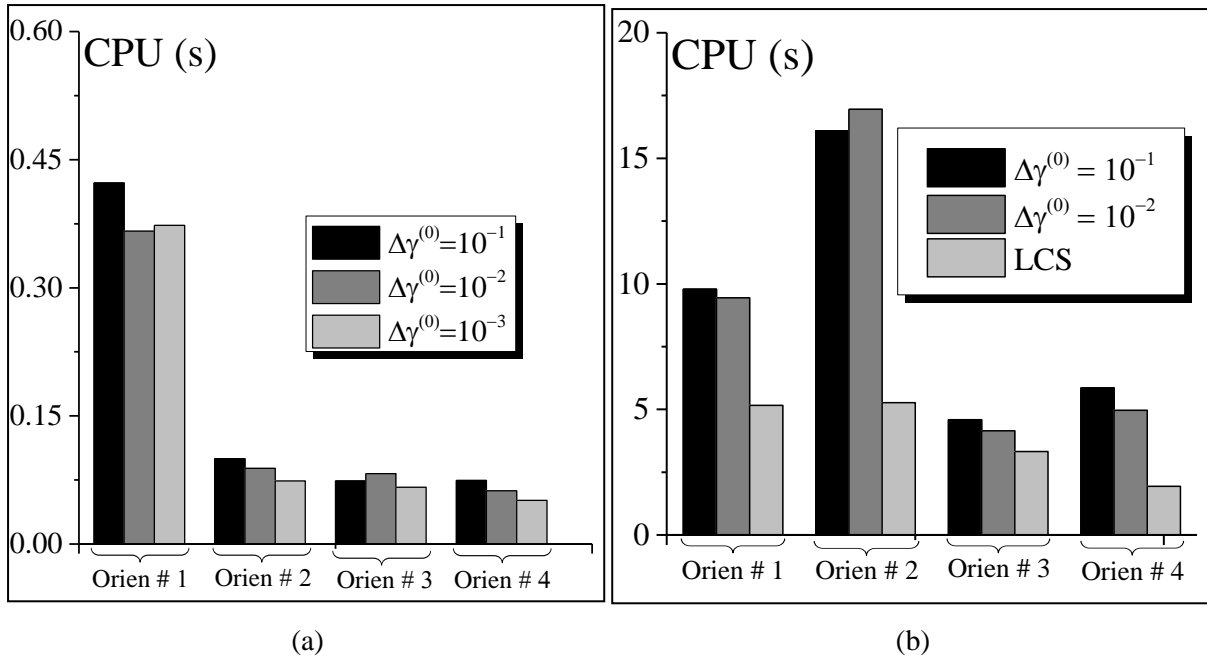 CPU (s)
0.60
0.45
0.30
0.15
0.00
Δγ⁽⁰⁾=10⁻¹
Δγ⁽⁰⁾=10⁻²
Δγ⁽⁰⁾=10⁻³
Orien # 1
Orien # 2
Orien # 3
Orien # 4
(a)
CPU (s)
20
15
10
5
0
Δγ⁽⁰⁾ = 10⁻¹
Δγ⁽⁰⁾ = 10⁻²
LCS
Orien # 1
Orien # 2
Orien # 3
Orien # 4
(b)